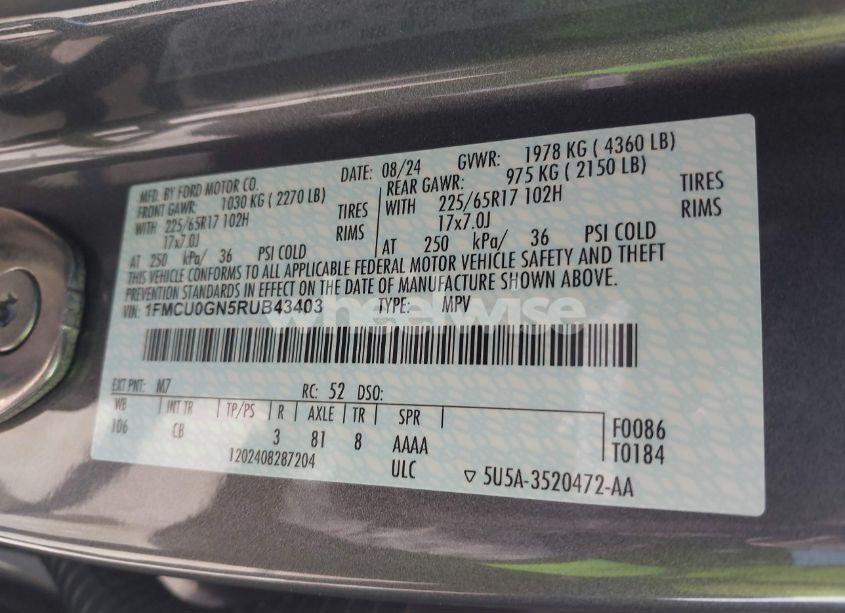 MFD. BY FORD MOTOR CO.
DATE: 08/24 GVWR: 1978 KG ( 4360 LB)
FRONT GAWR: 1030 KG ( 2270 LB)
WITH 225/65R17 102H TIRES
17x7.0J RIMS
AT 250 kPa/ 36 PSI COLD
REAR GAWR: 975 KG ( 2150 LB)
WITH 225/65R17 102H TIRES
17x7.0J RIMS
AT 250 kPa/ 36 PSI COLD
THIS VEHICLE CONFORMS TO ALL APPLICABLE FEDERAL MOTOR VEHICLE SAFETY AND THEFT
PREVENTION STANDARDS IN EFFECT ON THE DATE OF MANUFACTURE SHOWN ABOVE.
VIN: 1FMCU0GN5RUB43403 TYPE: MPV
wheelwise
EXT PNT: M7 RC: 52 DSO:
WB INT TR TP/PS R AXLE TR SPR
106 CB 3 81 8 AAAA
F0086
T0184
1202408287204 ULC
5U5A-3520472-AA